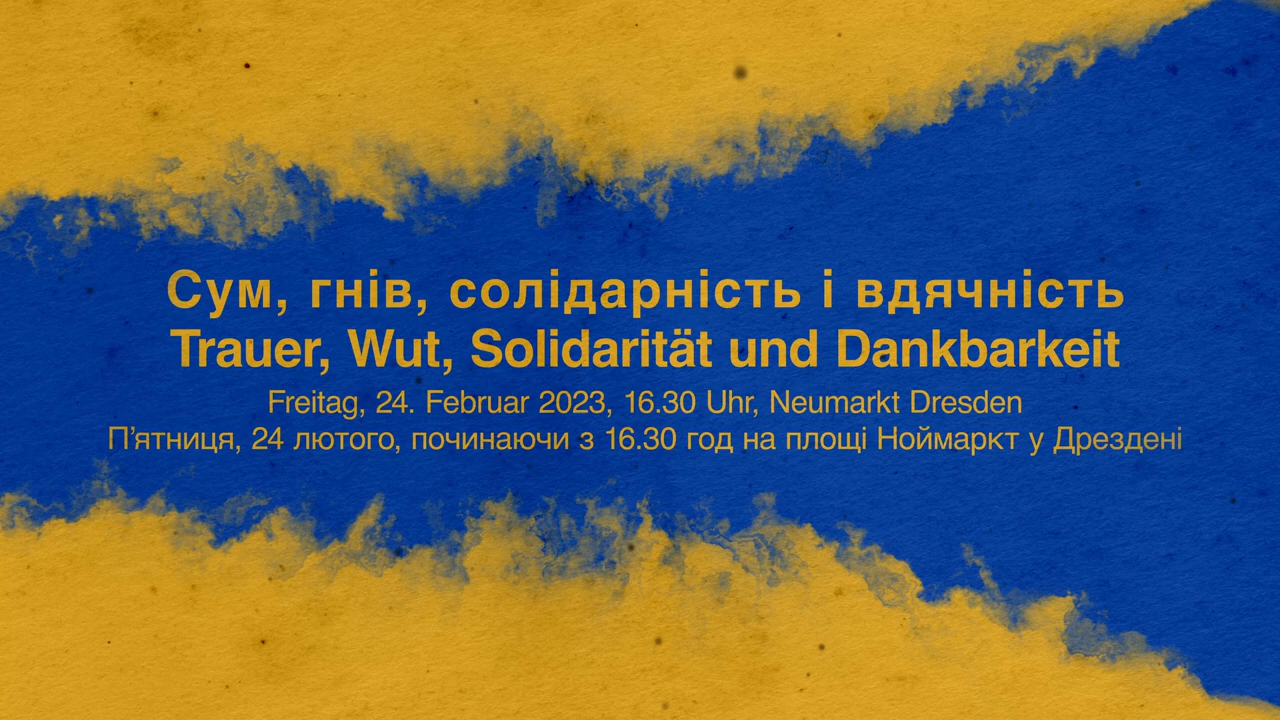 Сум, гнів, солідарність і вдячність
Trauer, Wut, Solidarität und Dankbarkeit
Freitag, 24. Februar 2023, 16.30 Uhr, Neumarkt Dresden
П’ятниця, 24 лютого, починаючи з 16.30 год на площі Ноймаркт у Дрездені